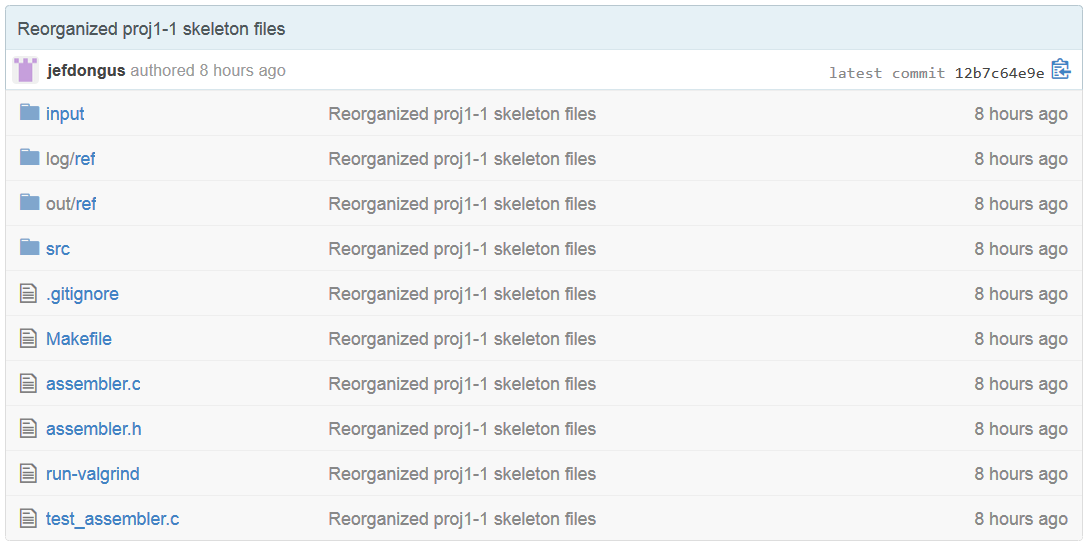 Reorganized proj1-1 skeleton files
jefdongus authored 8 hours ago latest commit 12b7c64e9e
input Reorganized proj1-1 skeleton files 8 hours ago
log/ref Reorganized proj1-1 skeleton files 8 hours ago
out/ref Reorganized proj1-1 skeleton files 8 hours ago
src Reorganized proj1-1 skeleton files 8 hours ago
.gitignore Reorganized proj1-1 skeleton files 8 hours ago
Makefile Reorganized proj1-1 skeleton files 8 hours ago
assembler.c Reorganized proj1-1 skeleton files 8 hours ago
assembler.h Reorganized proj1-1 skeleton files 8 hours ago
run-valgrind Reorganized proj1-1 skeleton files 8 hours ago
test_assembler.c Reorganized proj1-1 skeleton files 8 hours ago